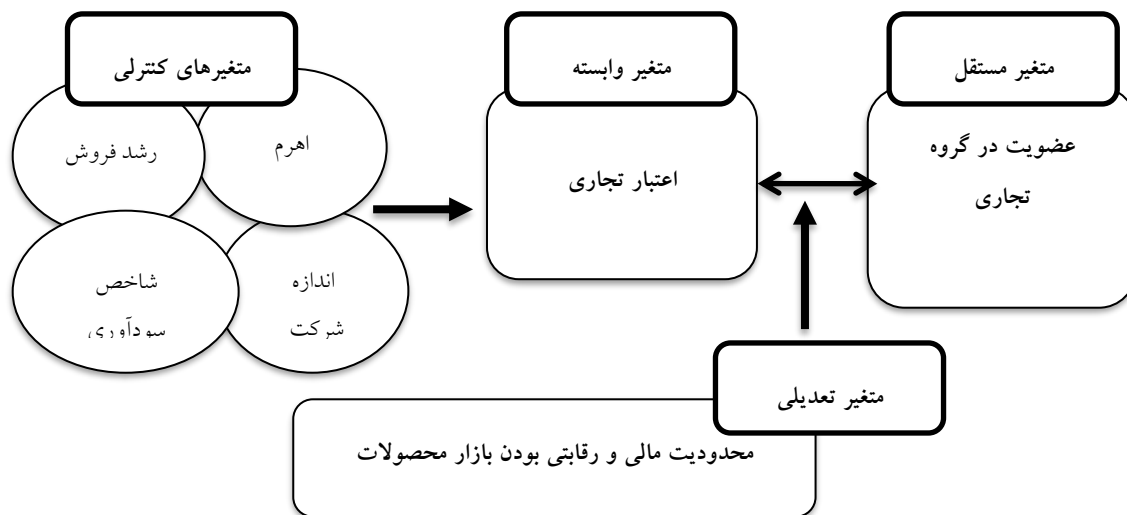 متغیر مستقل
عضویت در گروه
تجاری
متغیر وابسته
اعتبار تجاری
متغیرهای کنترلی
اهرم
رشد فروش
اندازه
شرکت
شاخص
سودآوری
متغیر تعدیلی
محدودیت مالی و رقابتی بودن بازار محصولات